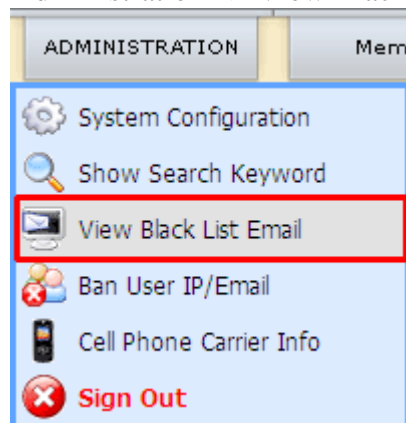 ADMINISTRATION Mem
System Configuration
Show Search Keyword
View Black List Email
Ban User IP/Email
Cell Phone Carrier Info
Sign Out